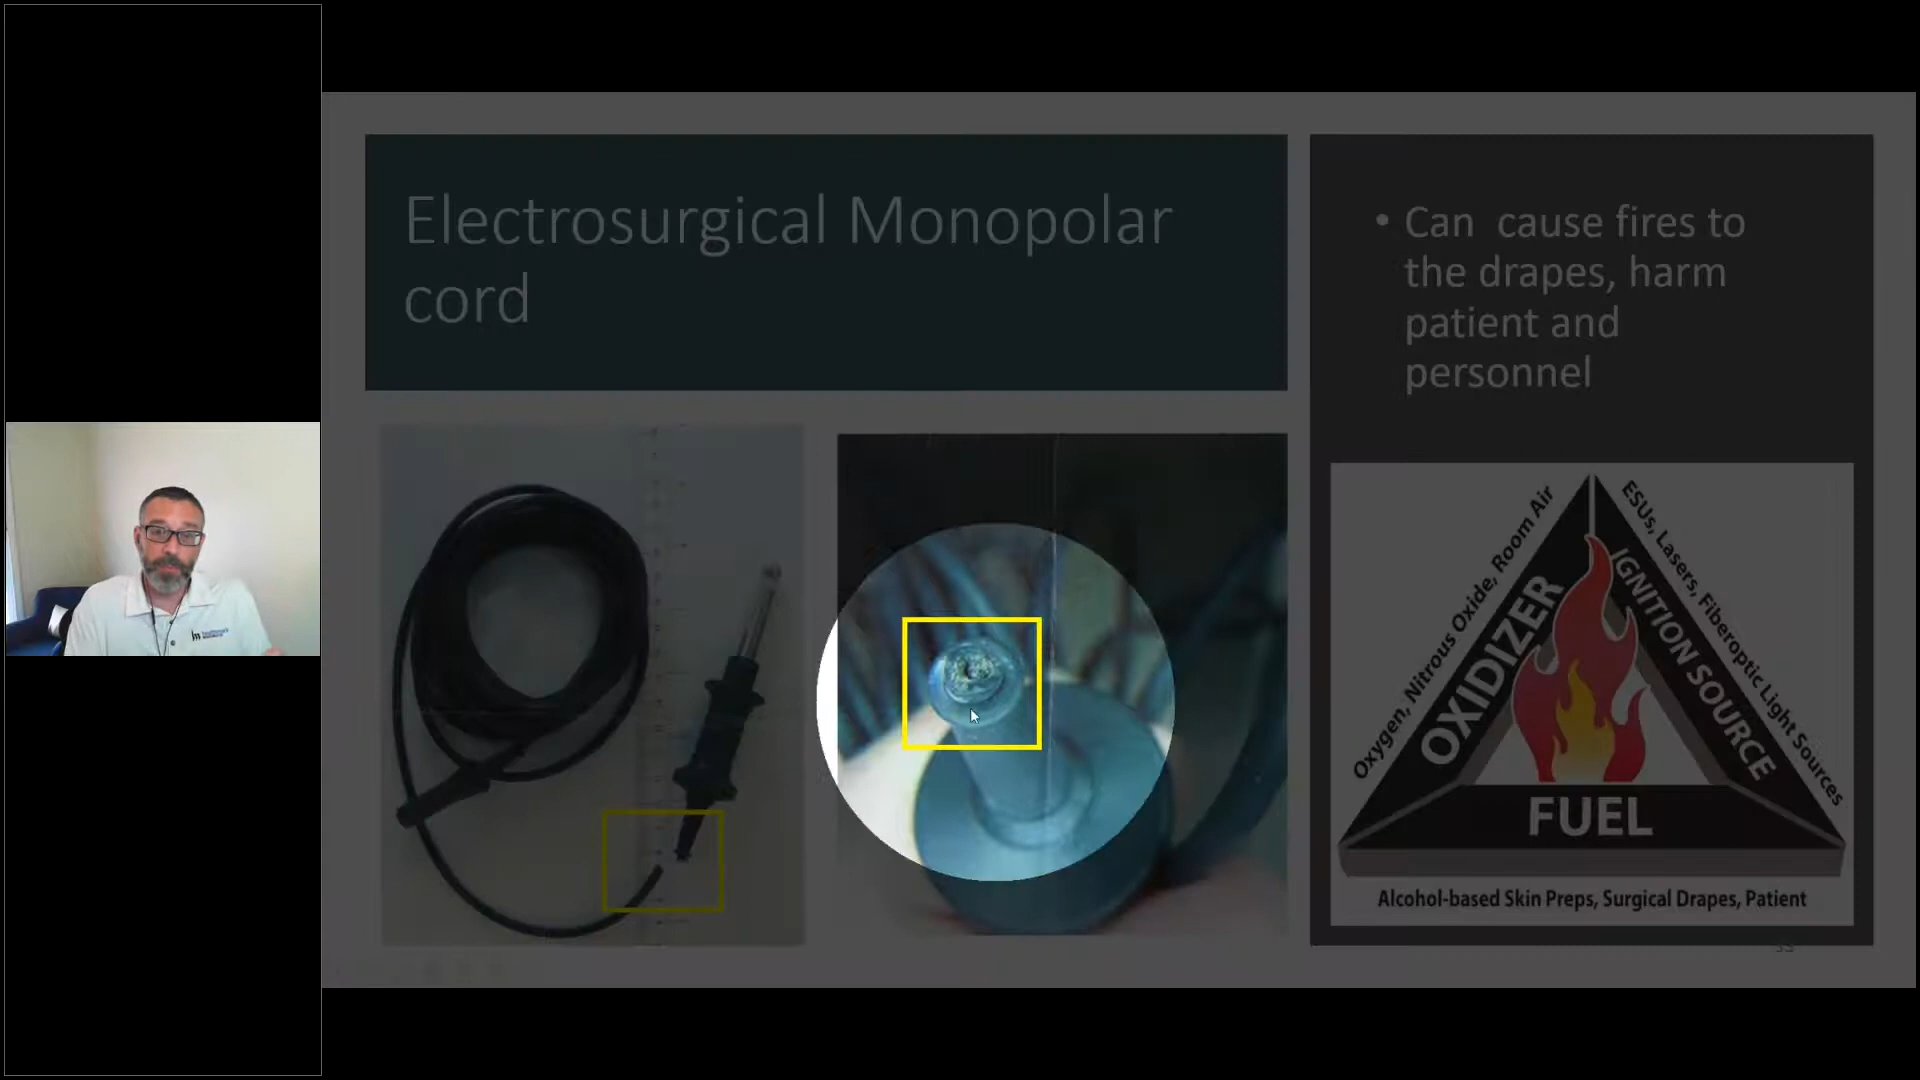 Electrosurgical Monopolar
cord
• Can cause fires to
the drapes, harm
patient and
personnel
Oxygen, Nitrous Oxide, Room Air
OXIDIZER
ESUs, Lasers, Fiberoptic Light Sources
IGNITION SOURCE
FUEL
Alcohol-based Skin Preps, Surgical Drapes, Patient